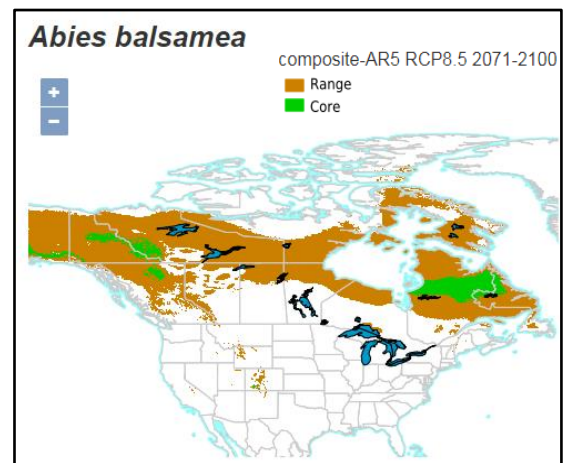 Abies balsamea
composite-AR5 RCP8.5 2071-2100
Range
Core
+
−